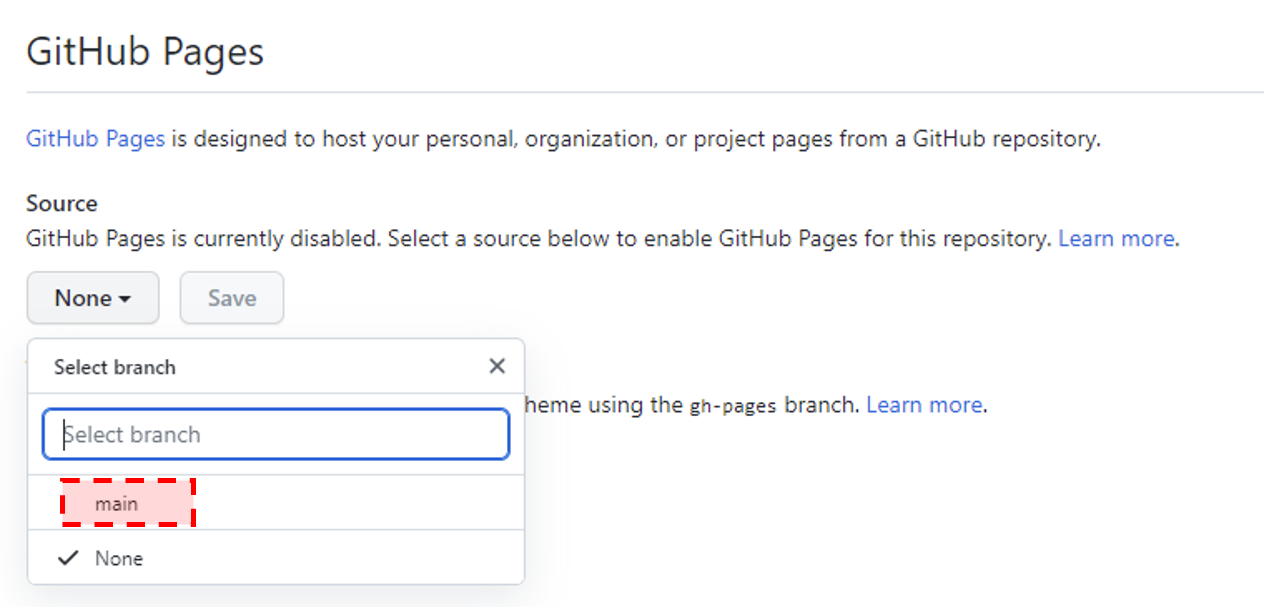 GitHub Pages
GitHub Pages is designed to host your personal, organization, or project pages from a GitHub repository.
Source
GitHub Pages is currently disabled. Select a source below to enable GitHub Pages for this repository. Learn more.
None Save
Select branch
heme using the gh-pages branch. Learn more.
Select branch
main
None